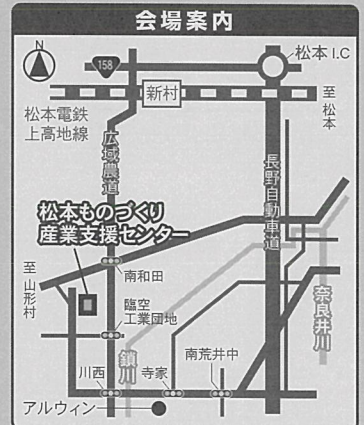 会場案内
N
158
松本I.C
新村
至松本
松本電鉄
上高地線
広域農道
長野自動車道
松本ものづくり
産業支援センター
至山形村
南和田
臨空
工業団地
奈良井川
鎖川
川西
寺家
南荒井中
アルウィン